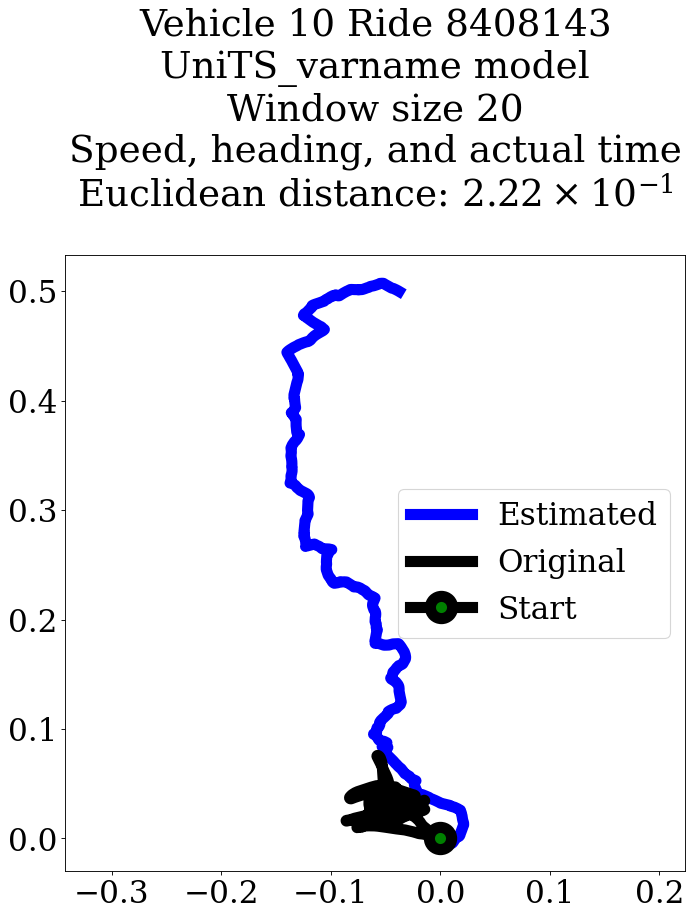 Vehicle 10 Ride 8408143
UniTS_varname model
Window size 20
Speed, heading, and actual time
Euclidean distance: 2.22 × 10⁻¹
0.5
0.4
0.3
0.2
0.1
0.0
Estimated
Original
Start
−0.3 −0.2 −0.1 0.0 0.1 0.2